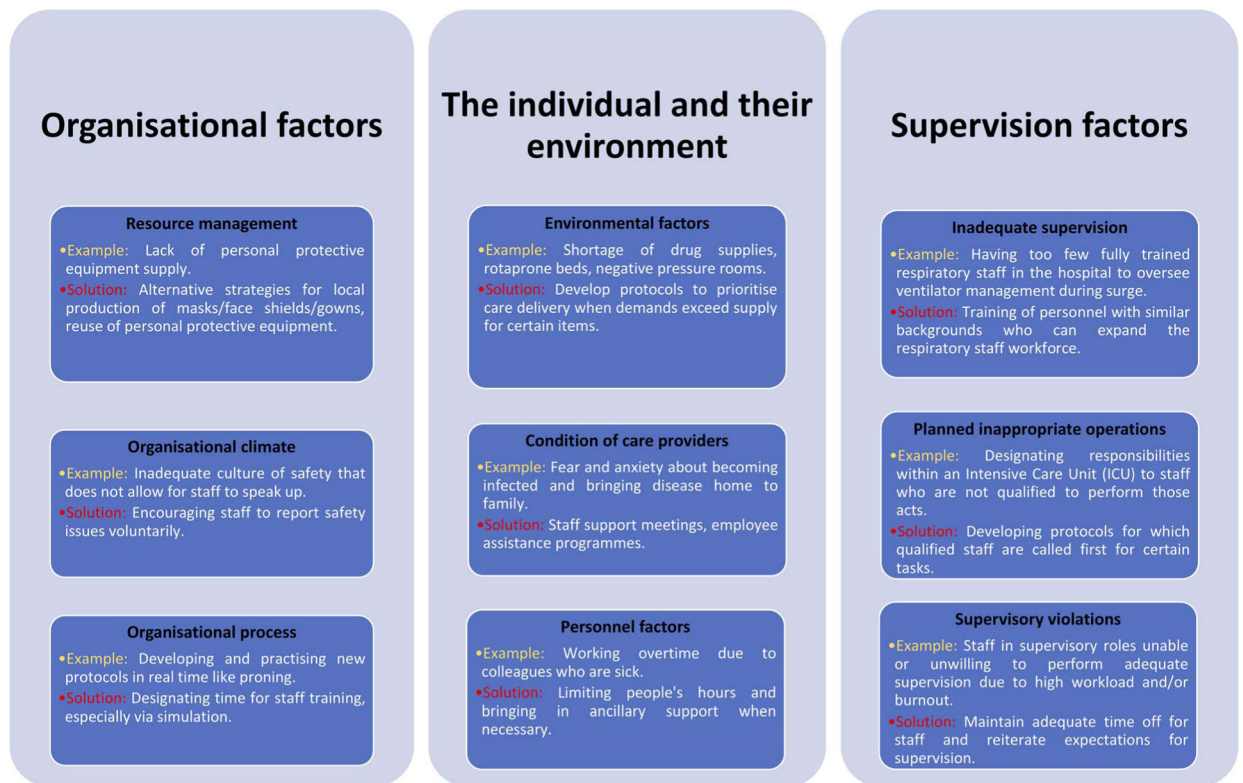 Organisational factors
Resource management
•Example: Lack of personal protective
equipment supply.
•Solution: Alternative strategies for local
production of masks/face shields/gowns,
reuse of personal protective equipment.
Organisational climate
•Example: Inadequate culture of safety that
does not allow for staff to speak up.
•Solution: Encouraging staff to report safety
issues voluntarily.
Organisational process
•Example: Developing and practising new
protocols in real time like proning.
•Solution: Designating time for staff training,
especially via simulation.
The individual and their
environment
Environmental factors
•Example: Shortage of drug supplies,
rotaprone beds, negative pressure rooms.
•Solution: Develop protocols to prioritise
care delivery when demands exceed supply
for certain items.
Condition of care providers
•Example: Fear and anxiety about becoming
infected and bringing disease home to
family.
•Solution: Staff support meetings, employee
assistance programmes.
Personnel factors
•Example: Working overtime due to
colleagues who are sick.
•Solution: Limiting people's hours and
bringing in ancillary support when
necessary.
Supervision factors
Inadequate supervision
•Example: Having too few fully trained
respiratory staff in the hospital to oversee
ventilator management during surge.
•Solution: Training of personnel with similar
backgrounds who can expand the
respiratory staff workforce.
Planned inappropriate operations
•Example: Designating responsibilities
within an Intensive Care Unit (ICU) to staff
who are not qualified to perform those
acts.
•Solution: Developing protocols for which
qualified staff are called first for certain
tasks.
Supervisory violations
•Example: Staff in supervisory roles unable
or unwilling to perform adequate
supervision due to high workload and/or
burnout.
•Solution: Maintain adequate time off for
staff and reiterate expectations for
supervision.